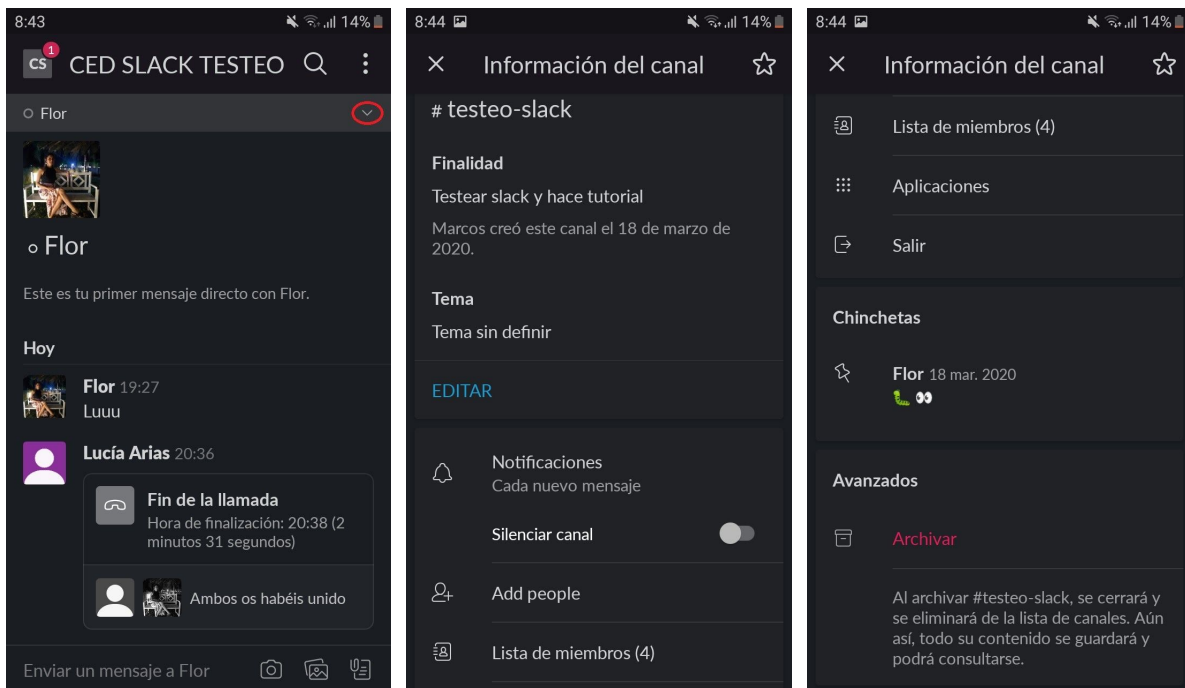 8:43
14%
CS
1
CED SLACK TESTEO
Flor
Flor
Este es tu primer mensaje directo con Flor.
Hoy
Flor 19:27
Luuu
Lucía Arias 20:36
Fin de la llamada
Hora de finalización: 20:38 (2
minutos 31 segundos)
Ambos os habéis unido
Enviar un mensaje a Flor
8:44
14%
Información del canal
# testeo-slack
Finalidad
Testear slack y hace tutorial
Marcos creó este canal el 18 de marzo de
2020.
Tema
Tema sin definir
EDITAR
Notificaciones
Cada nuevo mensaje
Silenciar canal
Add people
Lista de miembros (4)
8:44
14%
Información del canal
Lista de miembros (4)
Aplicaciones
Salir
Chinchetas
Flor 18 mar. 2020
🐛 👀
Avanzados
Archivar
Al archivar #testeo-slack, se cerrará y
se eliminará de la lista de canales. Aún
así, todo su contenido se guardará y
podrá consultarse.